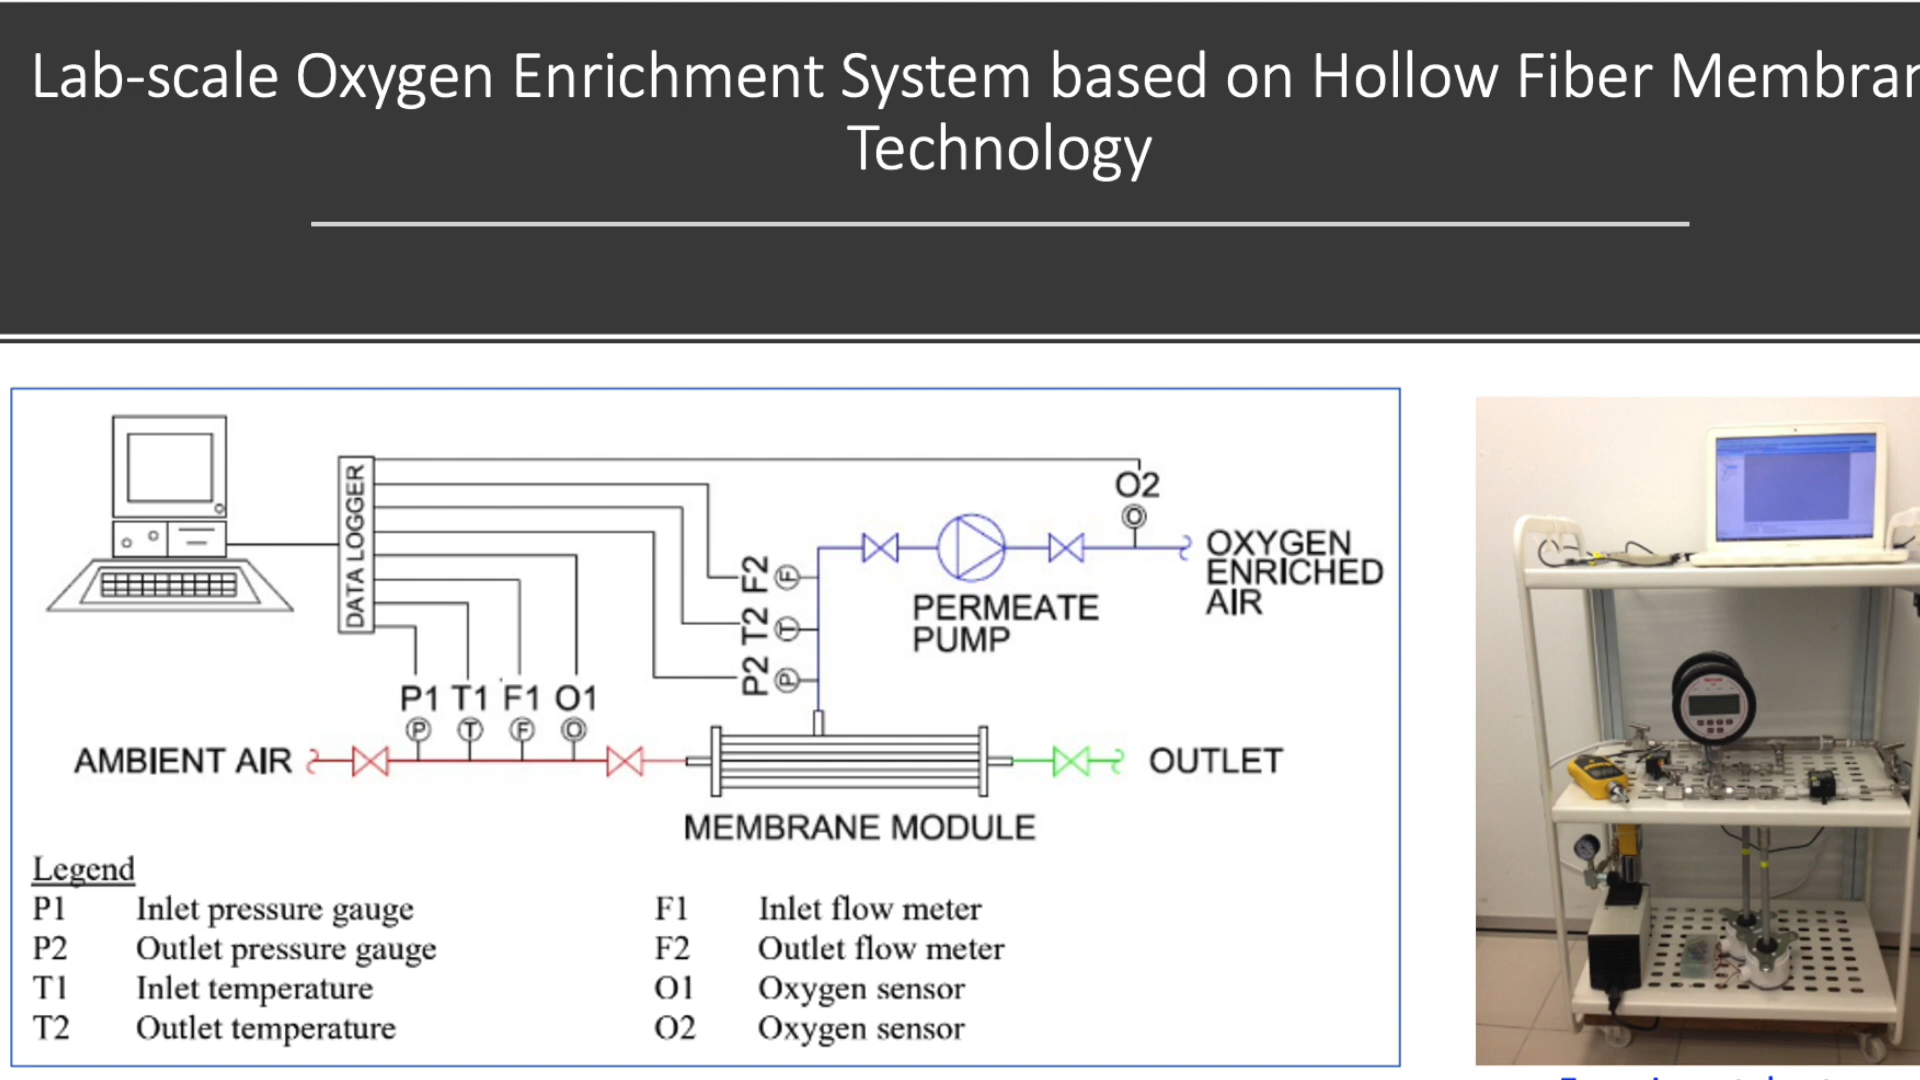 Lab-scale Oxygen Enrichment System based on Hollow Fiber
Technology
DATA LOGGER
O2
O
OXYGEN
ENRICHED
AIR
F2 F
T2 T
P2 P
PERMEATE
PUMP
P1 T1 F1 O1
P T F O
AMBIENT AIR
OUTLET
MEMBRANE MODULE
Legend
P1 Inlet pressure gauge F1 Inlet flow meter
P2 Outlet pressure gauge F2 Outlet flow meter
T1 Inlet temperature O1 Oxygen sensor
T2 Outlet temperature O2 Oxygen sensor